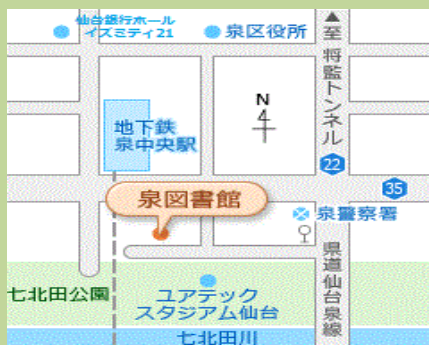 仙台銀行ホール
イズミティ21
泉区役所
▲至 将監トンネル
地下鉄
泉中央駅
N
22
35
泉図書館
泉警察署
県道仙台泉線
七北田公園
ユアテック
スタジアム仙台
七北田川